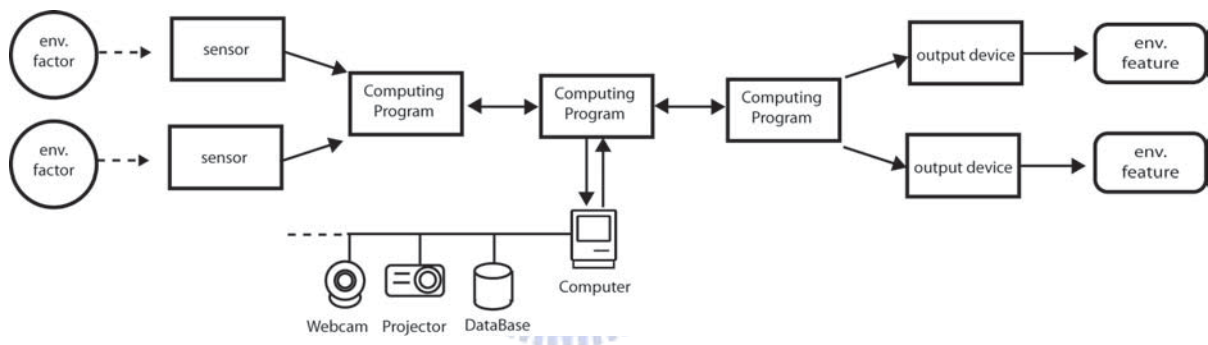 env.
factor
sensor
Computing
Program
Computing
Program
Computing
Program
output device
env.
feature
env.
factor
sensor
output device
env.
feature
Computer
Webcam
Projector
DataBase